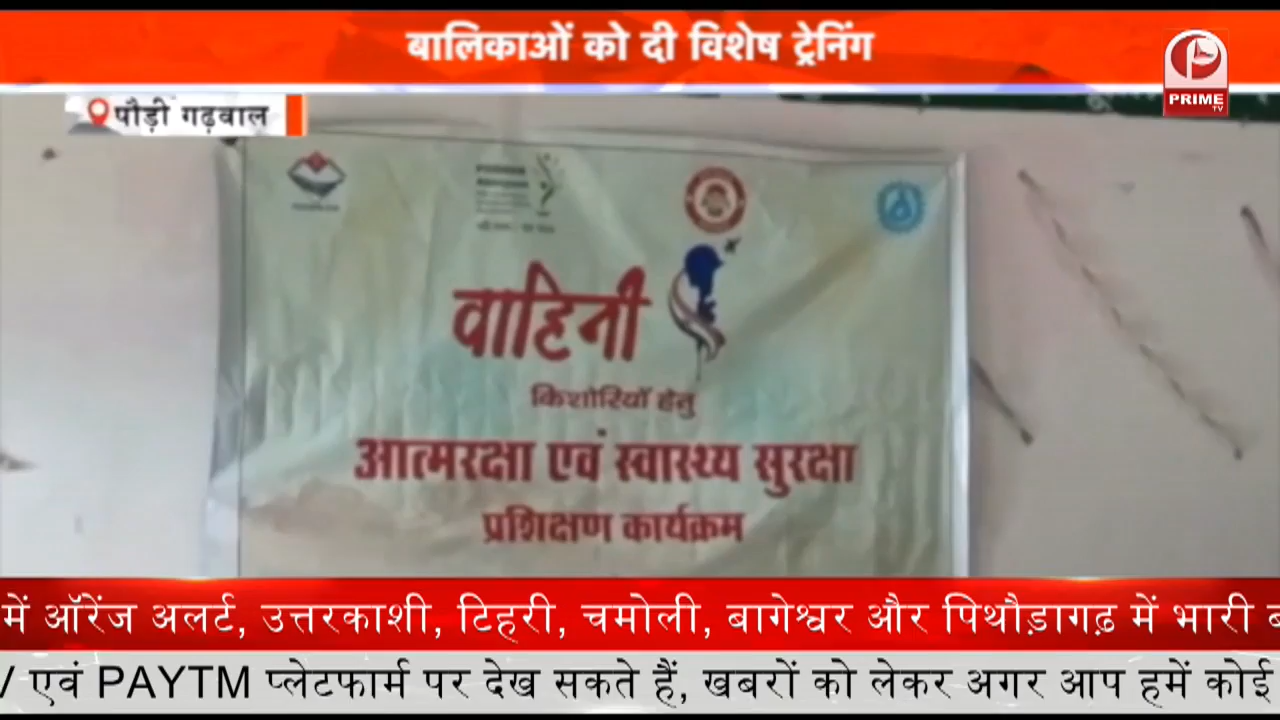 बालिकाओं को दी विशेष ट्रेनिंग
PRIME
TV
पौड़ी गढ़वाल
वाहिनी
किशोरियों हेतु
आत्मरक्षा एवं स्वास्थ्य सुरक्षा
प्रशिक्षण कार्यक्रम
में ऑरेंज अलर्ट, उत्तरकाशी, टिहरी, चमोली, बागेश्वर और पिथौड़ागढ़ में भारी
एवं PAYTM प्लेटफार्म पर देख सकते हैं, खबरों को लेकर अगर आप हमें कोई